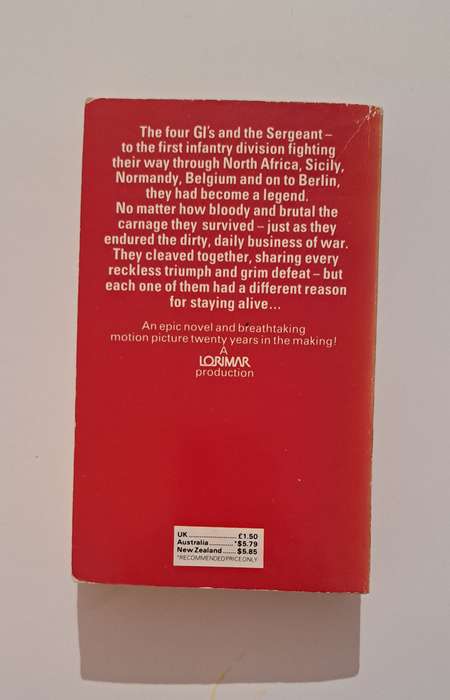 The four GI's and the Sergeant –
to the first infantry division fighting
their way through North Africa, Sicily,
Normandy, Belgium and on to Berlin,
they had become a legend.
No matter how bloody and brutal the
carnage they survived – just as they
endured the dirty, daily business of war.
They cleaved together, sharing every
reckless triumph and grim defeat – but
each one of them had a different reason
for staying alive...
An epic novel and breathtaking
motion picture twenty years in the making!
A
LORIMAR
production
UK ..................... £1.50
Australia ........... *$5.79
New Zealand ...... $5.85
*RECOMMENDED PRICE ONLY